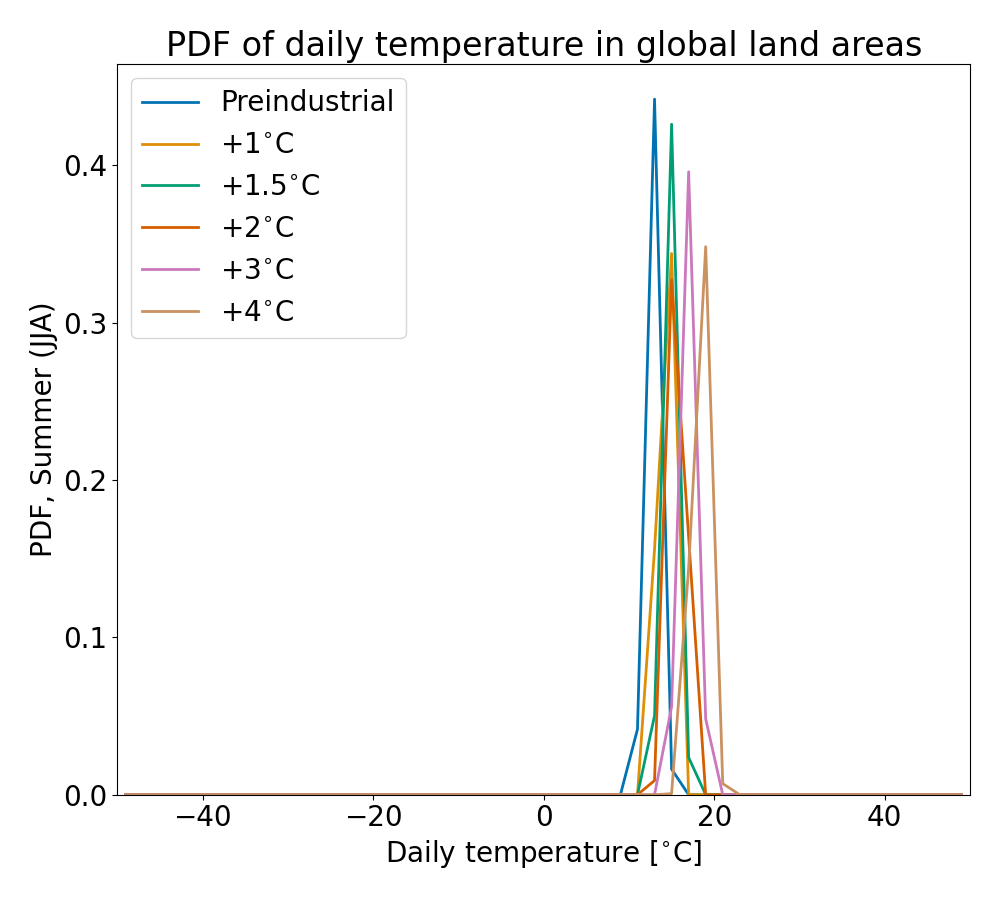 PDF of daily temperature in global land areas
Preindustrial
+1°C
+1.5°C
+2°C
+3°C
+4°C
PDF, Summer (JJA)
0.4
0.3
0.2
0.1
0.0
−40
−20
0
20
40
Daily temperature [°C]